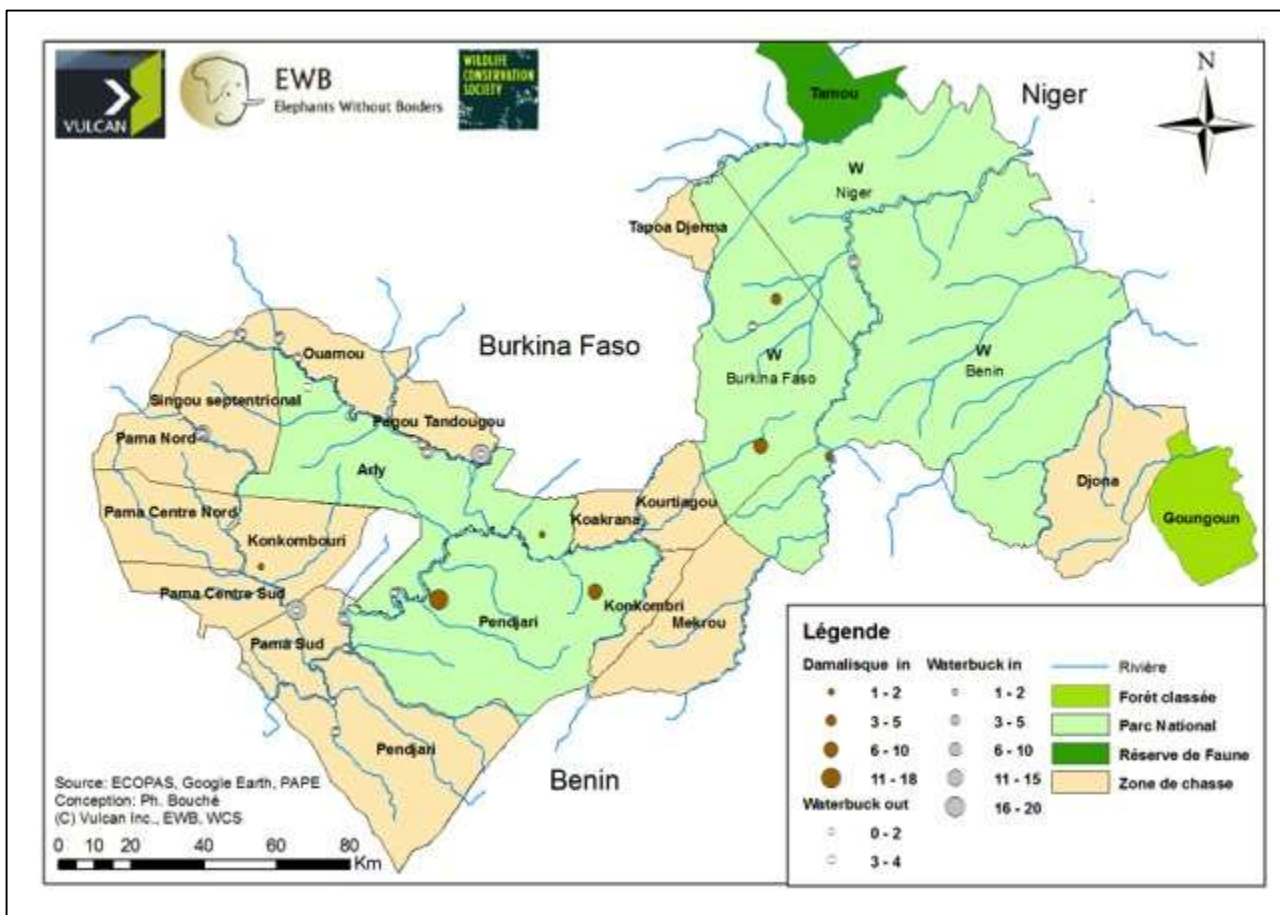 VULCAN
EWB
Elephants Without Borders
WILDLIFE
CONSERVATION
SOCIETY
N
Niger
Tamou
W
Niger
Tapoa Djerma
Burkina Faso
Ouamou
W
Burkina Faso
W
Benin
Singou septentrional
Pagou Tandougou
Pama Nord
Arly
Djona
Goungoun
Pama Centre Nord
Koakrana
Kourtiagou
Konkombouri
Pama Centre Sud
Konkombri
Pendjari
Mekrou
Pama Sud
Pendjari
Benin
Source: ECOPAS, Google Earth, PAPE
Conception: Ph. Bouché
(C) Vulcan Inc., EWB, WCS
0 20 40 60 80
Km
Légende
Damalisque in
1 - 2
3 - 5
6 - 10
11 - 18
Waterbuck out
0 - 2
3 - 4
Waterbuck in
1 - 2
3 - 5
6 - 10
11 - 15
16 - 20
Rivière
Forêt classée
Parc National
Réserve de Faune
Zone de chasse